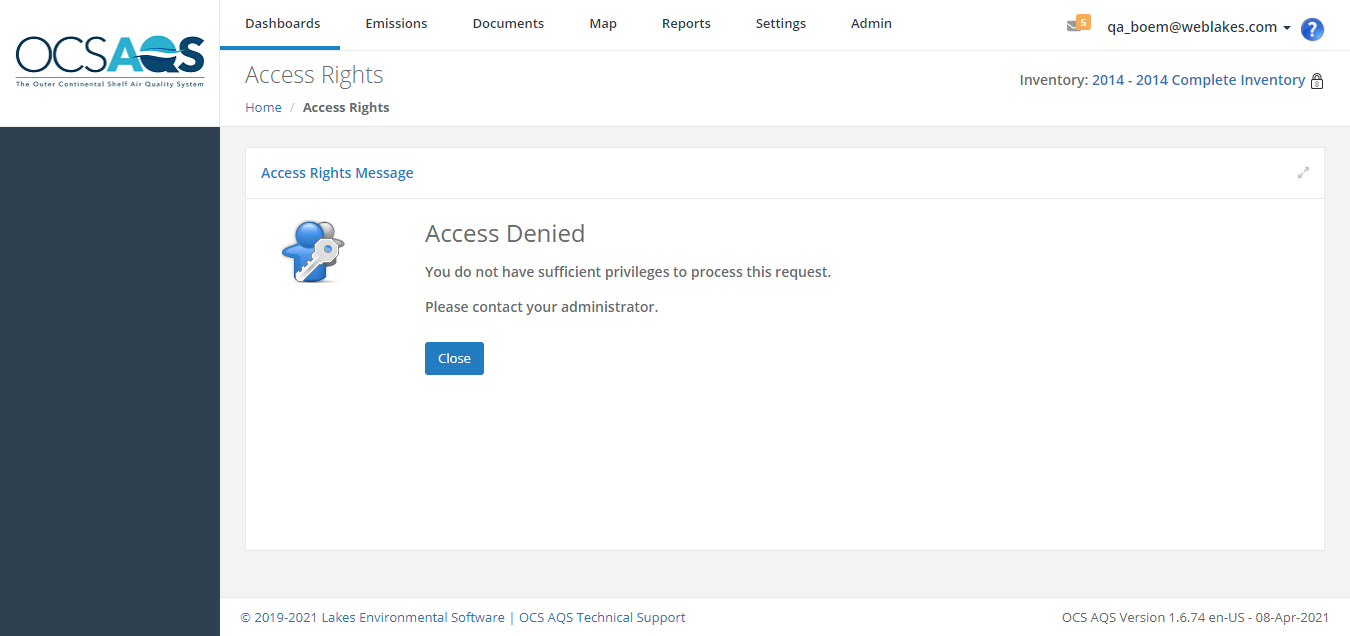 OCSAQS
The Outer Continental Shelf Air Quality System
Dashboards Emissions Documents Map Reports Settings Admin
5 qa_boem@weblakes.com ?
Access Rights
Inventory: 2014 - 2014 Complete Inventory
Home / Access Rights
Access Rights Message
Access Denied
You do not have sufficient privileges to process this request.
Please contact your administrator.
Close
© 2019-2021 Lakes Environmental Software | OCS AQS Technical Support
OCS AQS Version 1.6.74 en-US - 08-Apr-2021